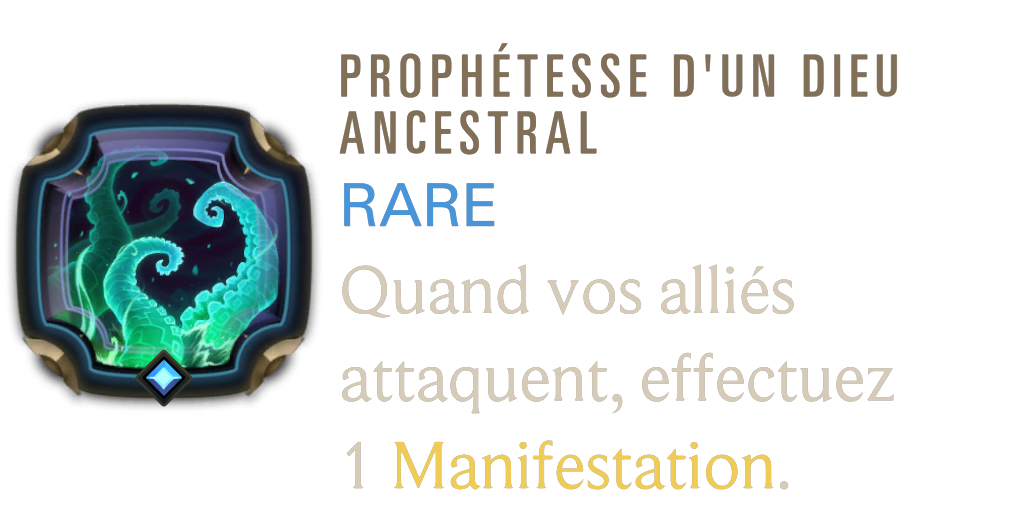 PROPHÉTESSE D'UN DIEU
ANCESTRAL
RARE
Quand vos alliés
attaquent, effectuez
1 Manifestation.